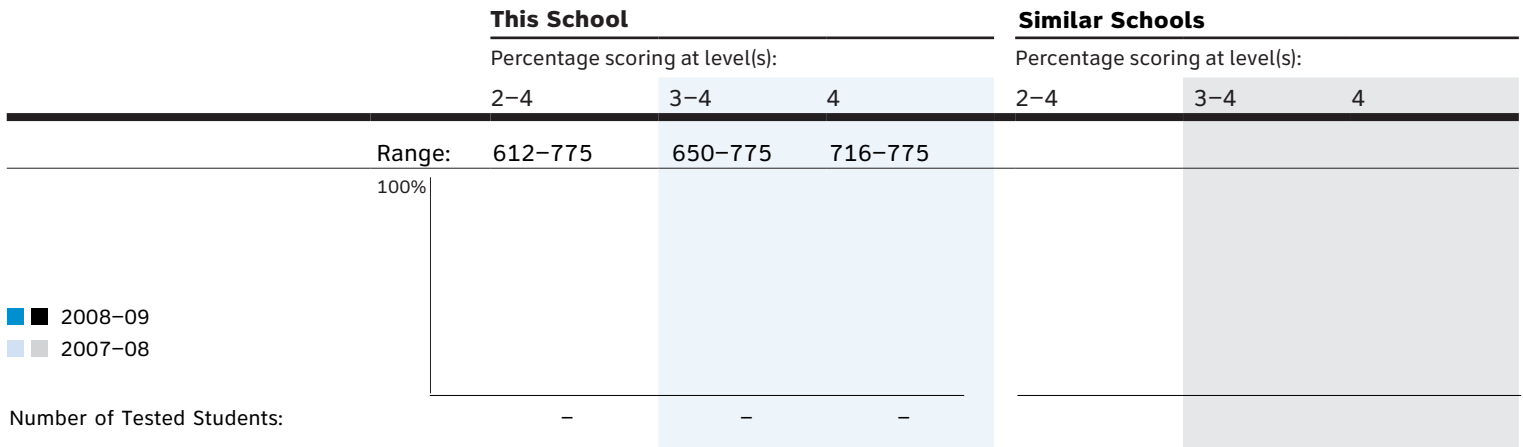 This School Similar Schools
Percentage scoring at level(s): Percentage scoring at level(s):
2–4 3–4 4 2–4 3–4 4
Range: 612–775 650–775 716–775
100%
2008–09
2007–08
Number of Tested Students: – – –